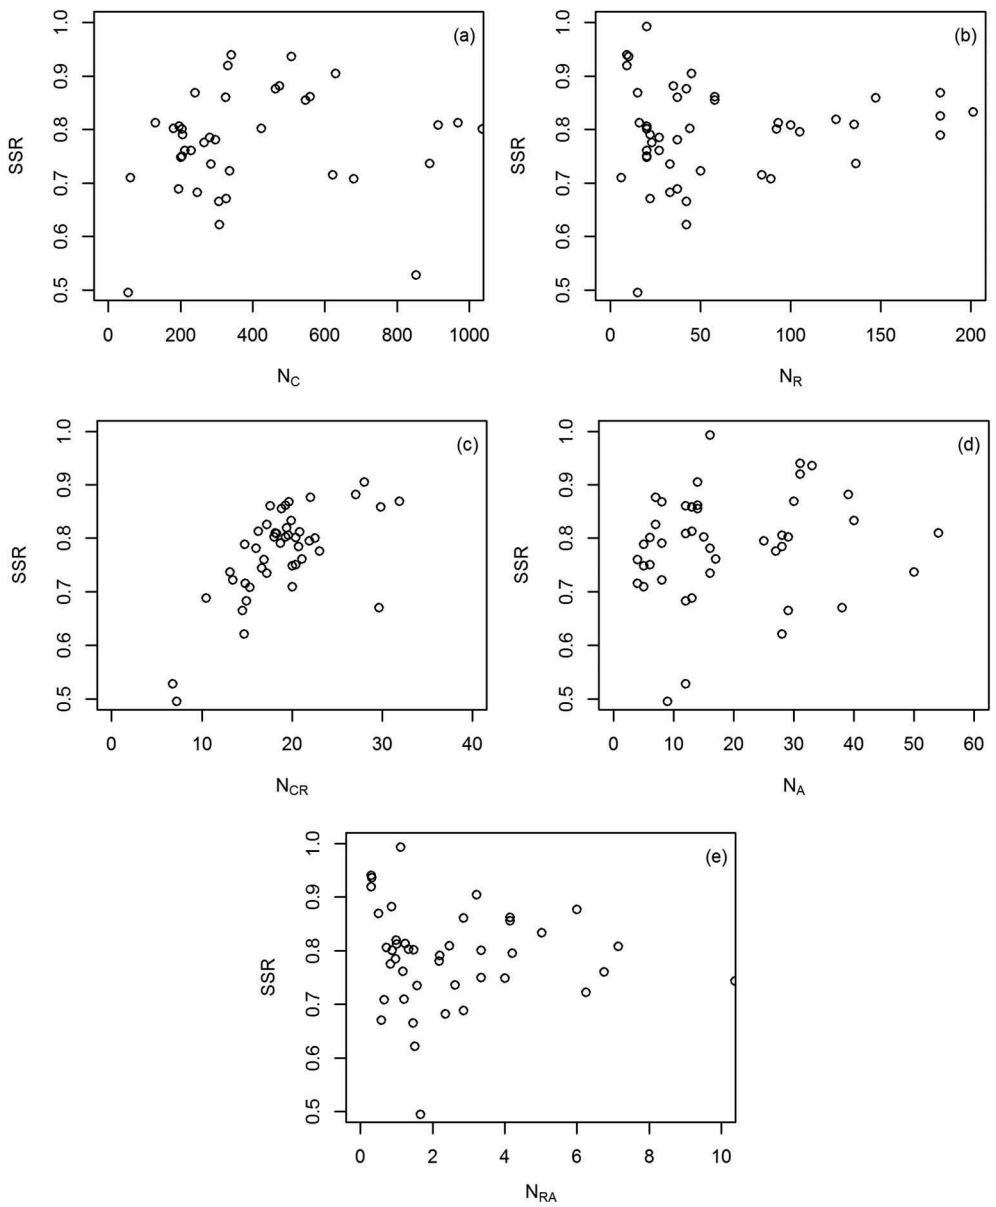 (a)
SSR
0.5 0.6 0.7 0.8 0.9 1.0
0 200 400 600 800 1000
N_C
(b)
SSR
0.5 0.6 0.7 0.8 0.9 1.0
0 50 100 150 200
N_R
(c)
SSR
0.5 0.6 0.7 0.8 0.9 1.0
0 10 20 30 40
N_CR
(d)
SSR
0.5 0.6 0.7 0.8 0.9 1.0
0 10 20 30 40 50 60
N_A
(e)
SSR
0.5 0.6 0.7 0.8 0.9 1.0
0 2 4 6 8 10
N_RA